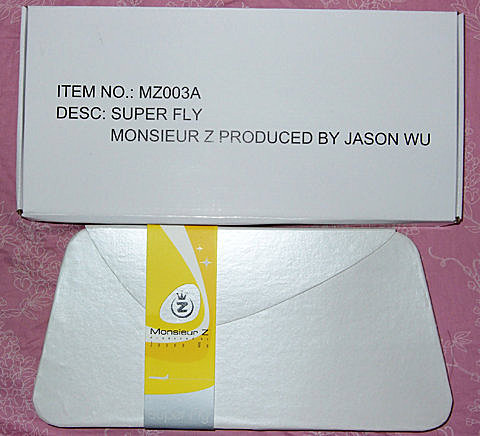 ITEM NO.: MZ003A
DESC: SUPER FLY
MONSIEUR Z PRODUCED BY JASON WU
Z
Monsieur Z